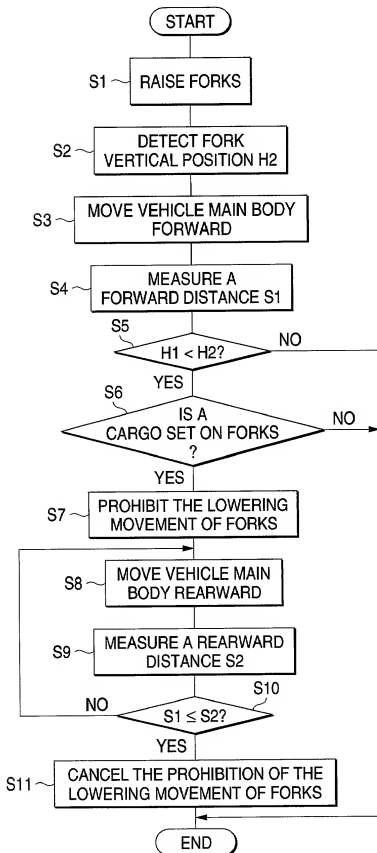 START
S1
RAISE FORKS
S2
DETECT FORK
VERTICAL POSITION H2
S3
MOVE VEHICLE MAIN BODY
FORWARD
S4
MEASURE A
FORWARD DISTANCE S1
S5
H1 < H2?
NO
YES
S6
IS A
CARGO SET ON FORKS
?
NO
YES
S7
PROHIBIT THE LOWERING
MOVEMENT OF FORKS
S8
MOVE VEHICLE MAIN
BODY REARWARD
S9
MEASURE A REARWARD
DISTANCE S2
S10
S1 ≤ S2?
NO
YES
S11
CANCEL THE PROHIBITION OF THE
LOWERING MOVEMENT OF FORKS
END